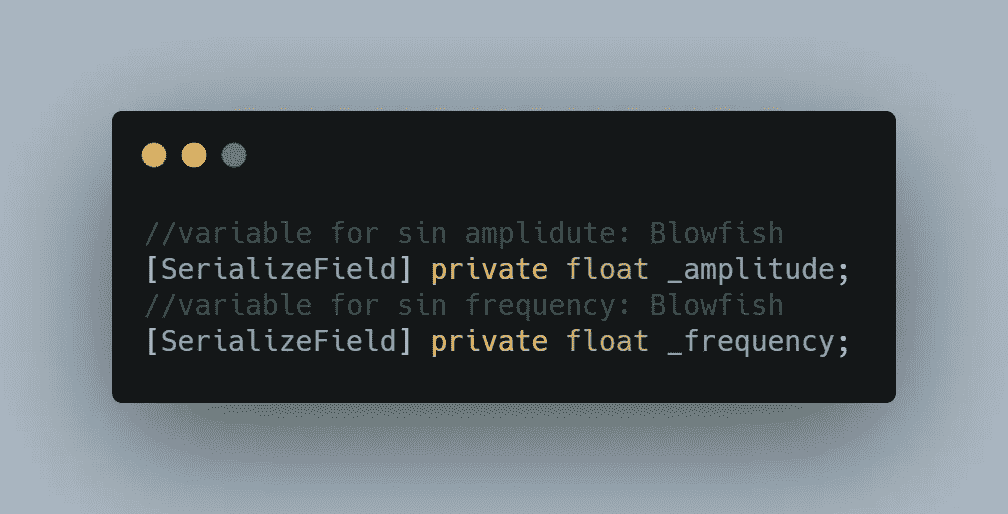 //variable for sin amplidute: Blowfish
[SerializeField] private float _amplitude;
//variable for sin frequency: Blowfish
[SerializeField] private float _frequency;